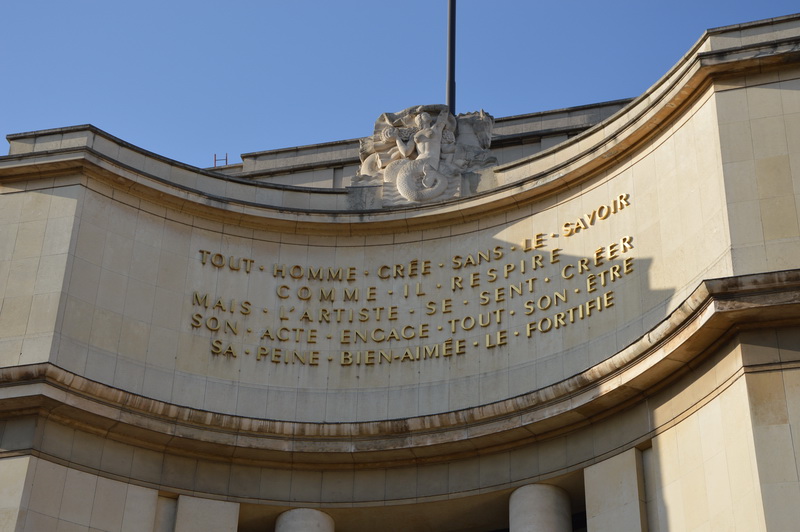 TOUT · HOMME · CRÉE · SANS · LE · SAVOIR
COMME · IL · RESPIRE
MAIS · L'ARTISTE · SE · SENT · CRÉER
SON · ACTE · ENGAGE · TOUT · SON · ÊTRE
SA · PEINE · BIEN-AIMÉE · LE · FORTIFIE